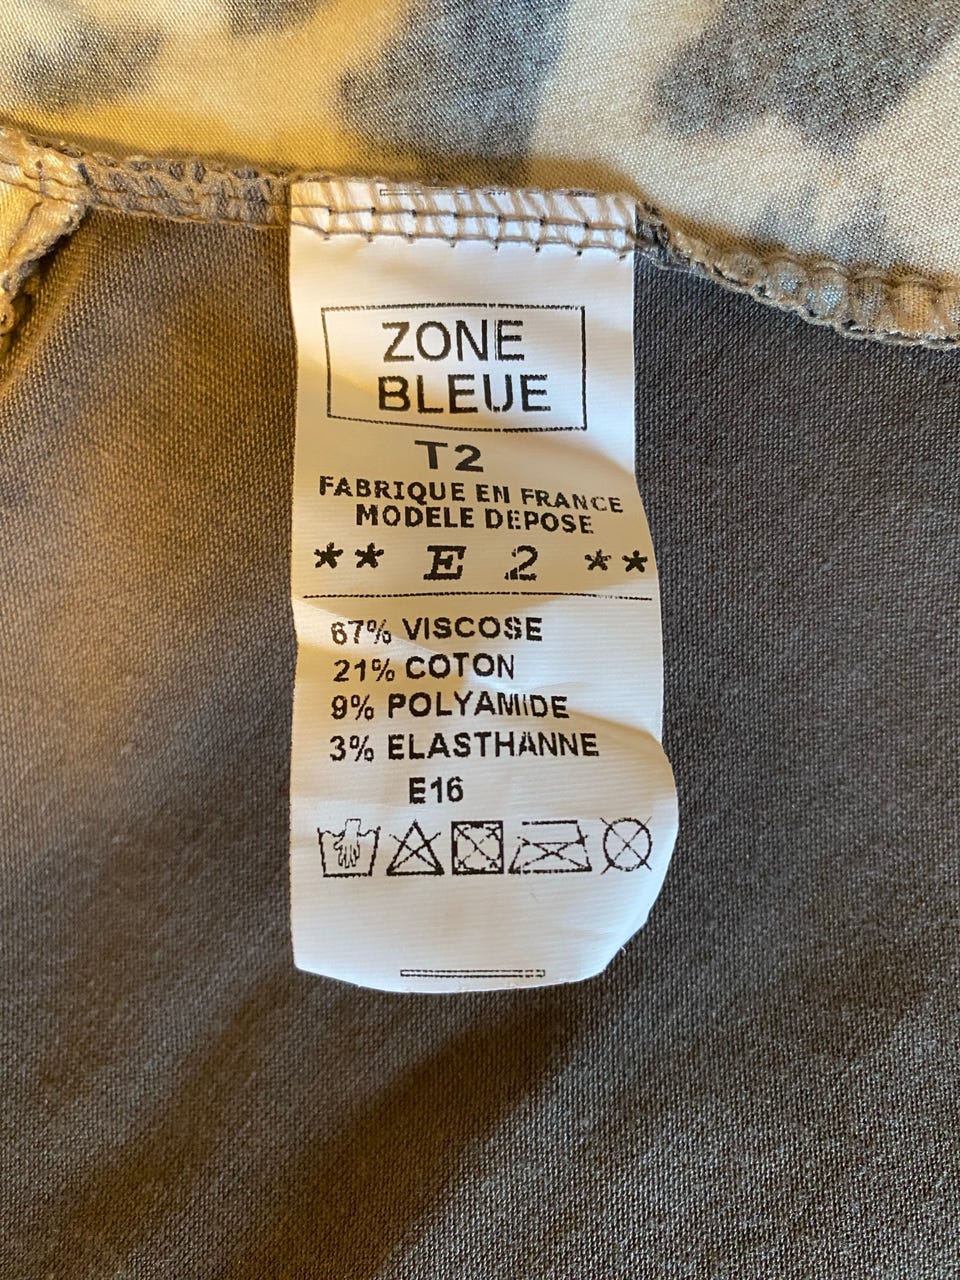 ZONE
BLEUE
T2
FABRIQUE EN FRANCE
MODELE DEPOSE
** E 2 **
67% VISCOSE
21% COTON
9% POLYAMIDE
3% ELASTHANNE
E16